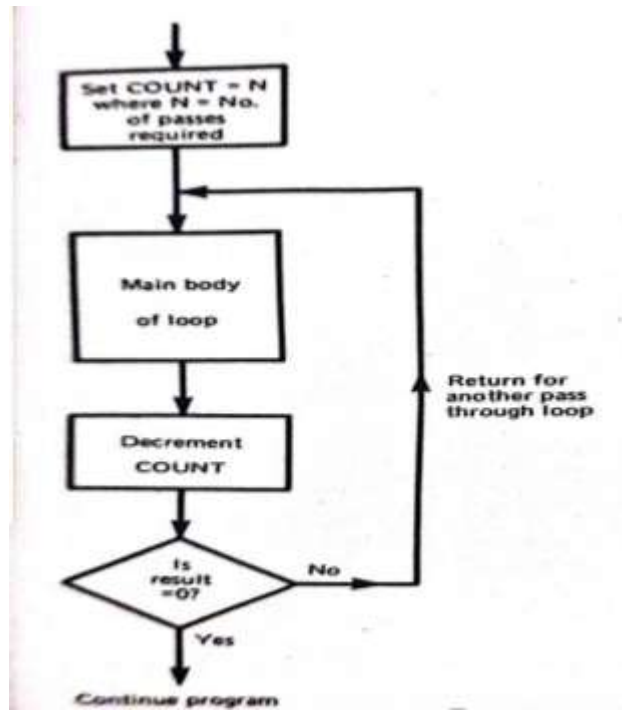 Set COUNT = N
where N = No.
of passes
required
Main body
of loop
Decrement
COUNT
Is
result
=0?
No
Return for
another pass
through loop
Yes
Continue program